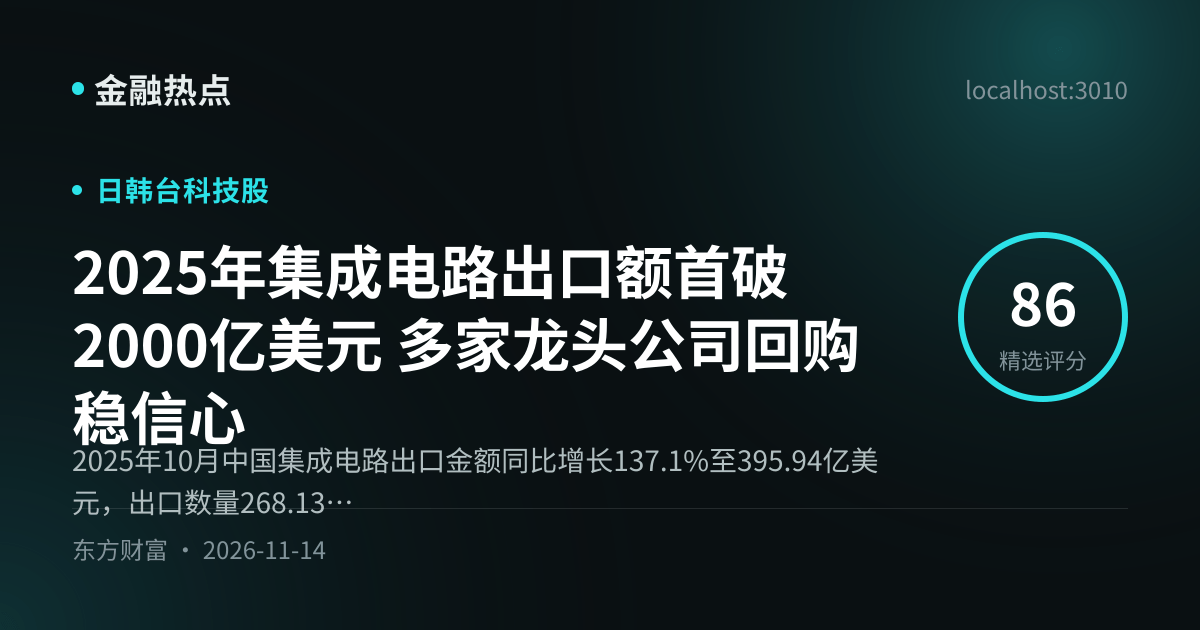 金融热点
localhost:3010
日韩台科技股
2025年集成电路出口额首破
2000亿美元 多家龙头公司回购
稳信心
86
精选评分
2025年10月中国集成电路出口金额同比增长137.1%至395.94亿美
元，出口数量268.13…
东方财富 · 2026-11-14